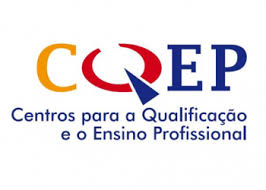 CQEP
Centros para a Qualificação
e o Ensino Profissional